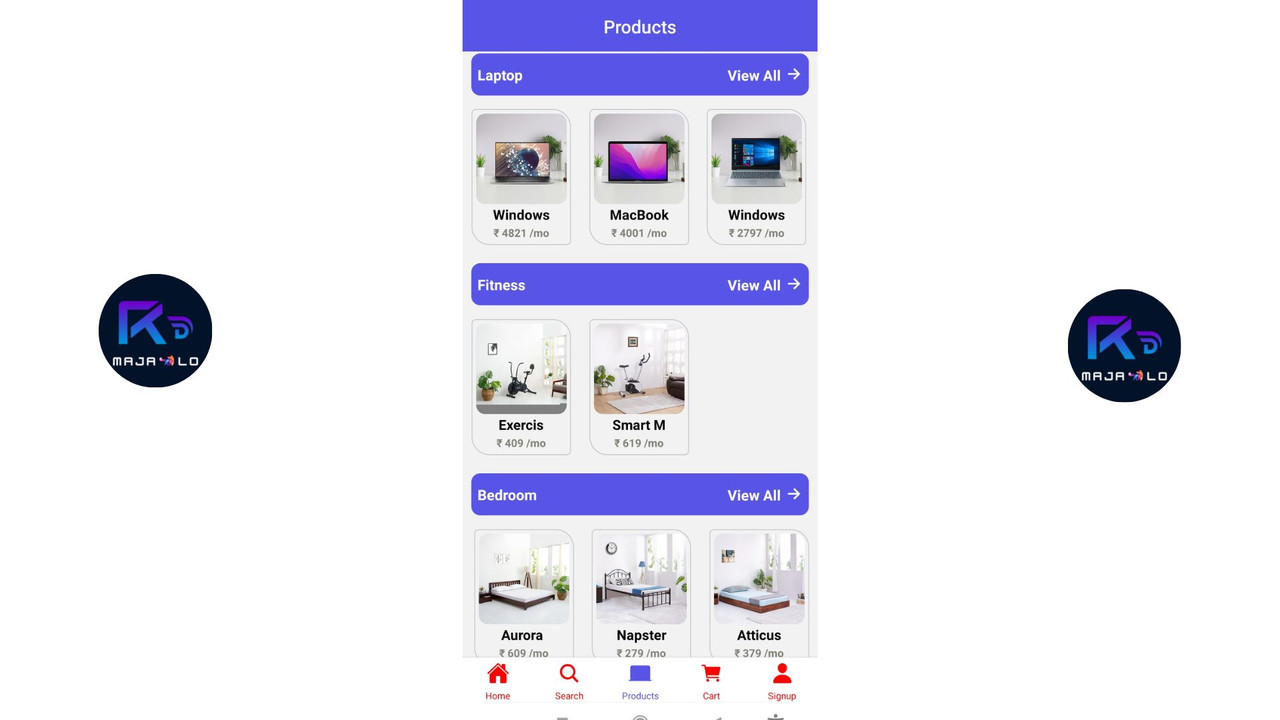 Products
Laptop View All
Windows MacBook Windows
₹ 4821 /mo ₹ 4001 /mo ₹ 2797 /mo
Fitness View All
Exercis Smart M
₹ 409 /mo ₹ 619 /mo
Bedroom View All
Aurora Napster Atticus
₹ 609 /mo ₹ 279 /mo ₹ 379 /mo
Home Search Products Cart Signup
RD
MAJA LO
RD
MAJA LO